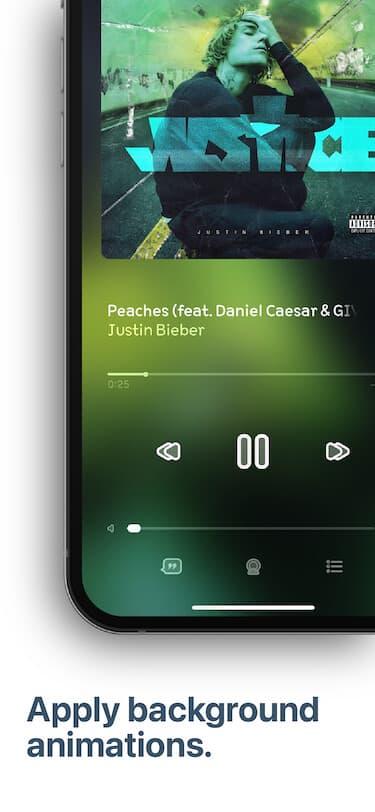 JUSTICE
JUSTIN BIEBER
PARENTAL
ADVISORY
EXPLICIT CONTENT
Peaches (feat. Daniel Caesar & GIV
Justin Bieber
0:25
Apply background
animations.